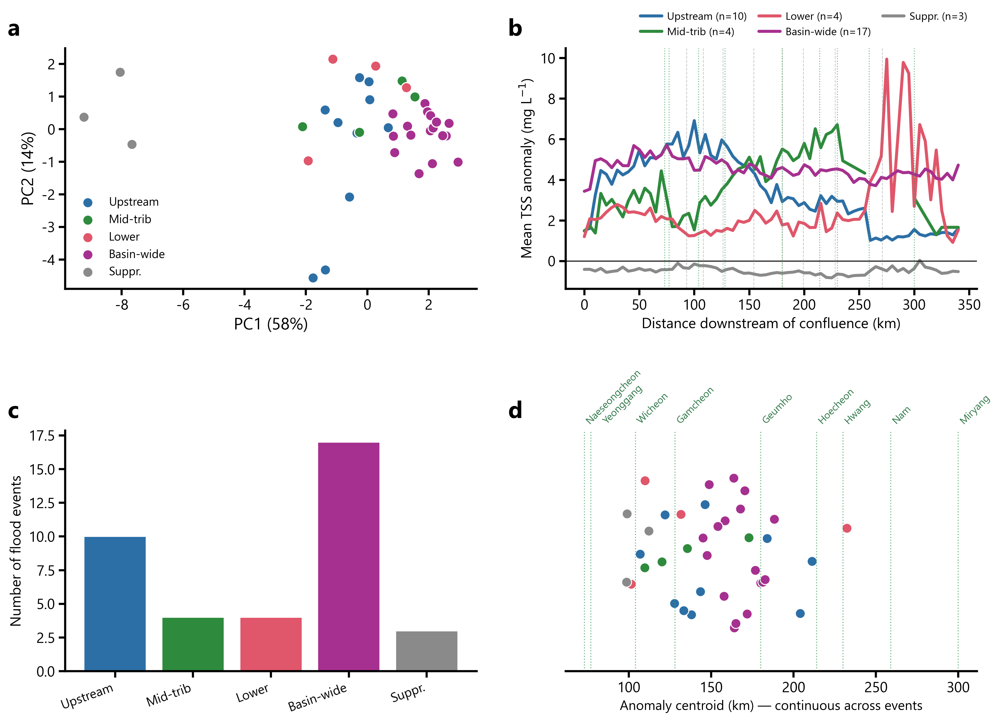 a
2
1
0
-1
-2
-3
-4
PC2 (14%)
Upstream
Mid-trib
Lower
Basin-wide
Suppr.
-8 -6 -4 -2 0 2
PC1 (58%)
b
Upstream (n=10) Lower (n=4) Suppr. (n=3)
Mid-trib (n=4) Basin-wide (n=17)
10
8
6
4
2
0
Mean TSS anomaly (mg L⁻¹)
0 50 100 150 200 250 300 350
Distance downstream of confluence (km)
c
17.5
15.0
12.5
10.0
7.5
5.0
2.5
0.0
Number of flood events
Upstream Mid-trib Lower Basin-wide Suppr.
d
Naeseongcheon
Yeonggang
Wicheon
Gamcheon
Geumho
Hoecheon
Hwang
Nam
Miryang
100 150 200 250 300
Anomaly centroid (km) — continuous across events